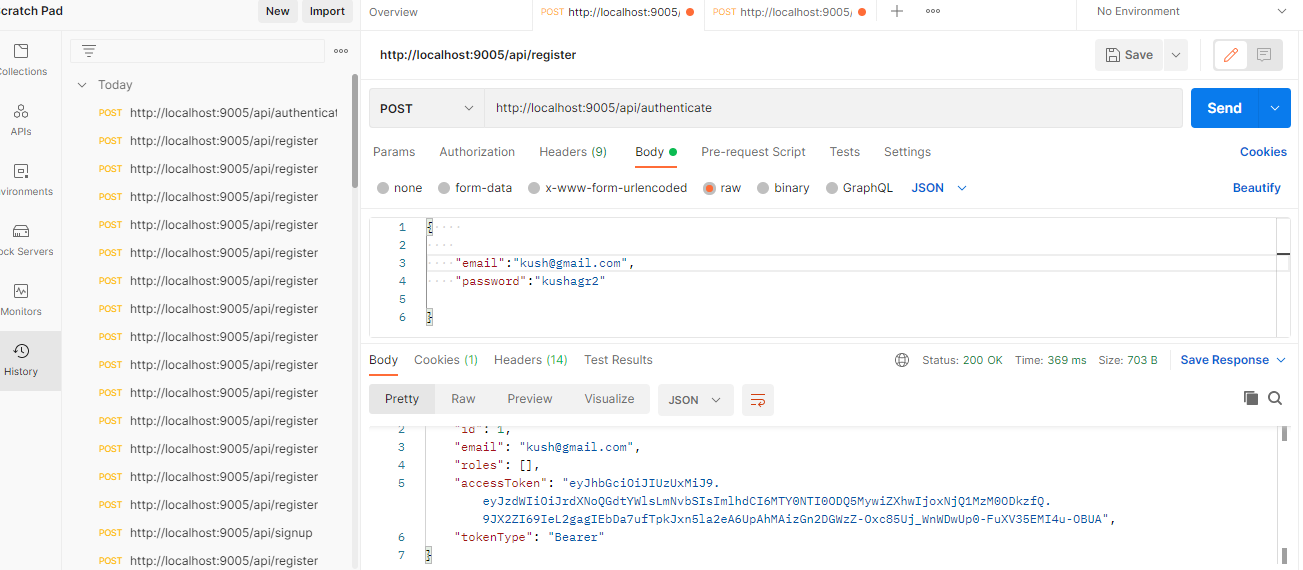 Scratch Pad New Import
Overview POST http://localhost:9005/ POST http://localhost:9005/ No Environment
http://localhost:9005/api/register Save
Collections
APIs
Environments
Mock Servers
Monitors
History
Today
POST http://localhost:9005/api/authenticat
POST http://localhost:9005/api/register
POST http://localhost:9005/api/register
POST http://localhost:9005/api/register
POST http://localhost:9005/api/register
POST http://localhost:9005/api/register
POST http://localhost:9005/api/register
POST http://localhost:9005/api/register
POST http://localhost:9005/api/register
POST http://localhost:9005/api/register
POST http://localhost:9005/api/register
POST http://localhost:9005/api/register
POST http://localhost:9005/api/register
POST http://localhost:9005/api/register
POST http://localhost:9005/api/register
POST http://localhost:9005/api/signup
POST http://localhost:9005/api/register
POST http://localhost:9005/api/authenticate Send
Params Authorization Headers (9) Body Pre-request Script Tests Settings Cookies
none form-data x-www-form-urlencoded raw binary GraphQL JSON Beautify
1 {
2
3 "email":"kush@gmail.com",
4 "password":"kushagr2"
5
6 }
Body Cookies (1) Headers (14) Test Results Status: 200 OK Time: 369 ms Size: 703 B Save Response
Pretty Raw Preview Visualize JSON
2 "id": 1,
3 "email": "kush@gmail.com",
4 "roles": [],
5 "accessToken": "eyJhbGciOiJIUzUxMiJ9.
eyJzdWIiOiJrdXNoQGdtYWlsLmNvbSIsImlhdCI6MTY0NTI0ODQ5MywiZXhwIjoxNjQ1MzM0ODkzfQ.
9JX2ZI69IeL2gagIEbDa7ufTpkJxn5la2eA6UpAhMAizGn2DGWzZ-Oxc85Uj_WnWDwUp0-FuXV35EMI4u-OBUA",
6 "tokenType": "Bearer"
7 }